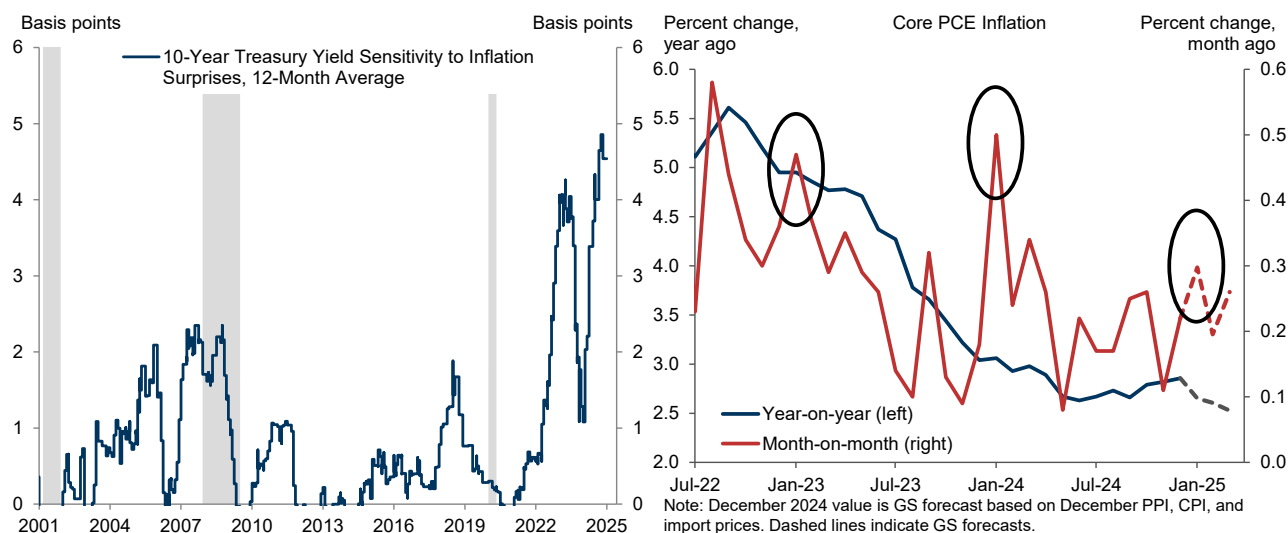 Basis points
Basis points
6
5
4
3
2
1
0
10-Year Treasury Yield Sensitivity to Inflation
Surprises, 12-Month Average
6
5
4
3
2
1
0
2001 2004 2007 2010 2013 2016 2019 2022 2025
Percent change,
year ago
Core PCE Inflation
Percent change,
month ago
6.0
5.5
5.0
4.5
4.0
3.5
3.0
2.5
2.0
Year-on-year (left)
Month-on-month (right)
0.6
0.5
0.4
0.3
0.2
0.1
0.0
Jul-22 Jan-23 Jul-23 Jan-24 Jul-24 Jan-25
Note: December 2024 value is GS forecast based on December PPI, CPI, and
import prices. Dashed lines indicate GS forecasts.